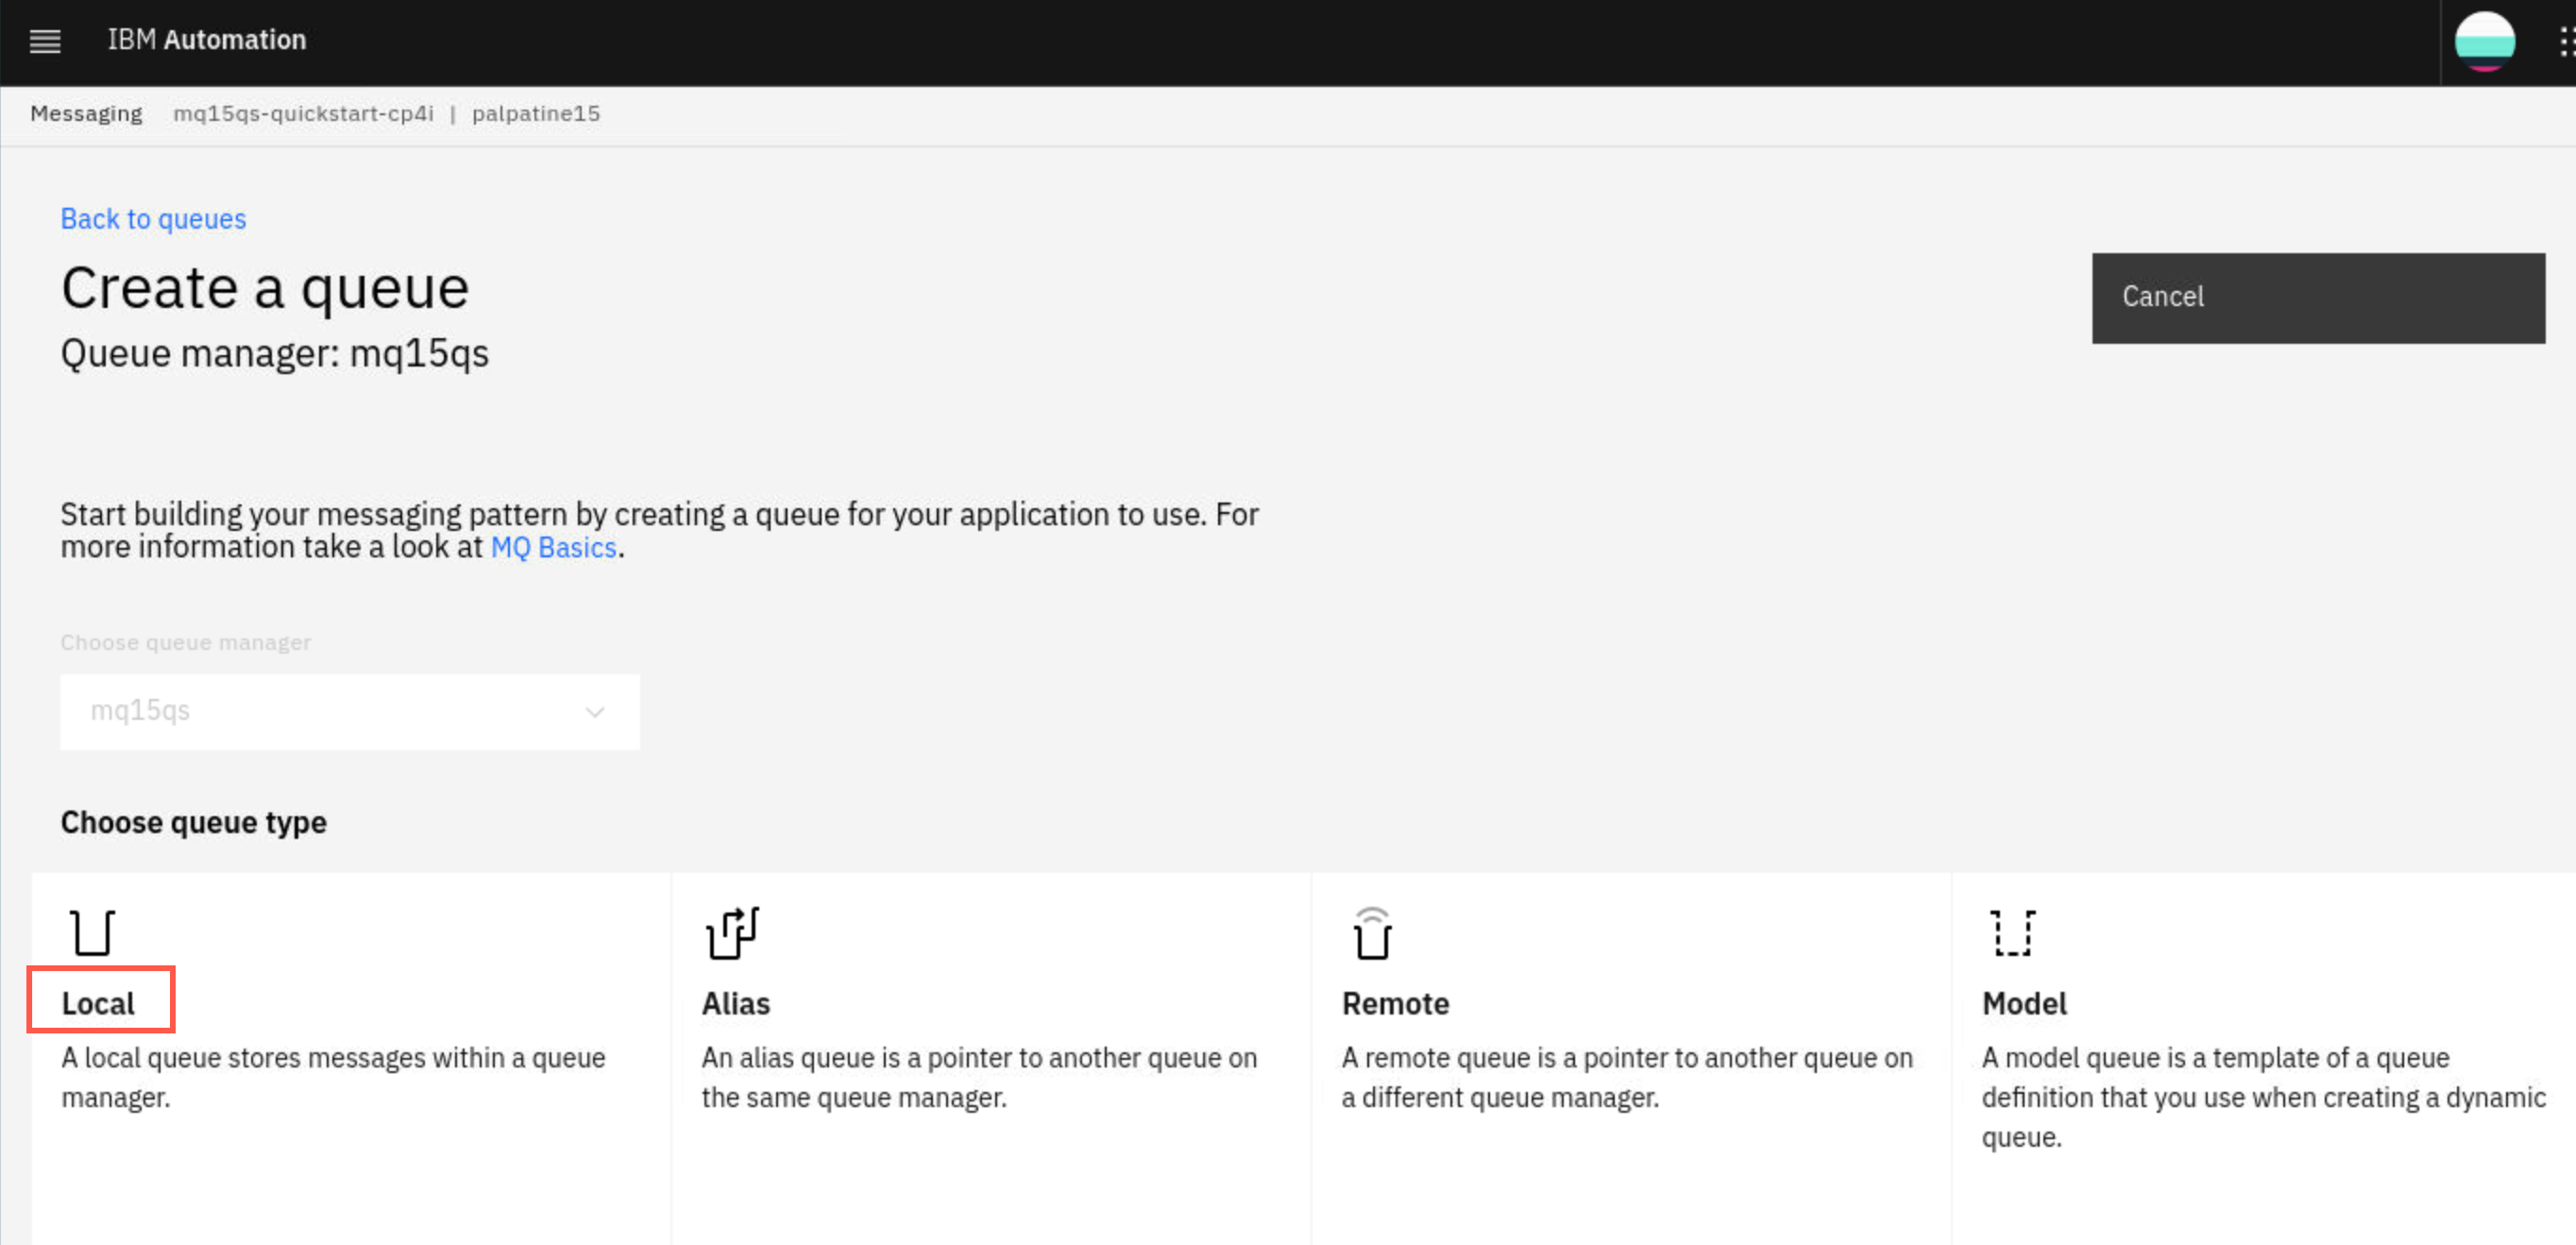 IBM Automation
Messaging mq15qs-quickstart-cp4i | palpatine15
Back to queues
Create a queue
Cancel
Queue manager: mq15qs
Start building your messaging pattern by creating a queue for your application to use. For
more information take a look at MQ Basics.
Choose queue manager
mq15qs
Choose queue type
Local
A local queue stores messages within a queue
manager.
Alias
An alias queue is a pointer to another queue on
the same queue manager.
Remote
A remote queue is a pointer to another queue on
a different queue manager.
Model
A model queue is a template of a queue
definition that you use when creating a dynamic
queue.